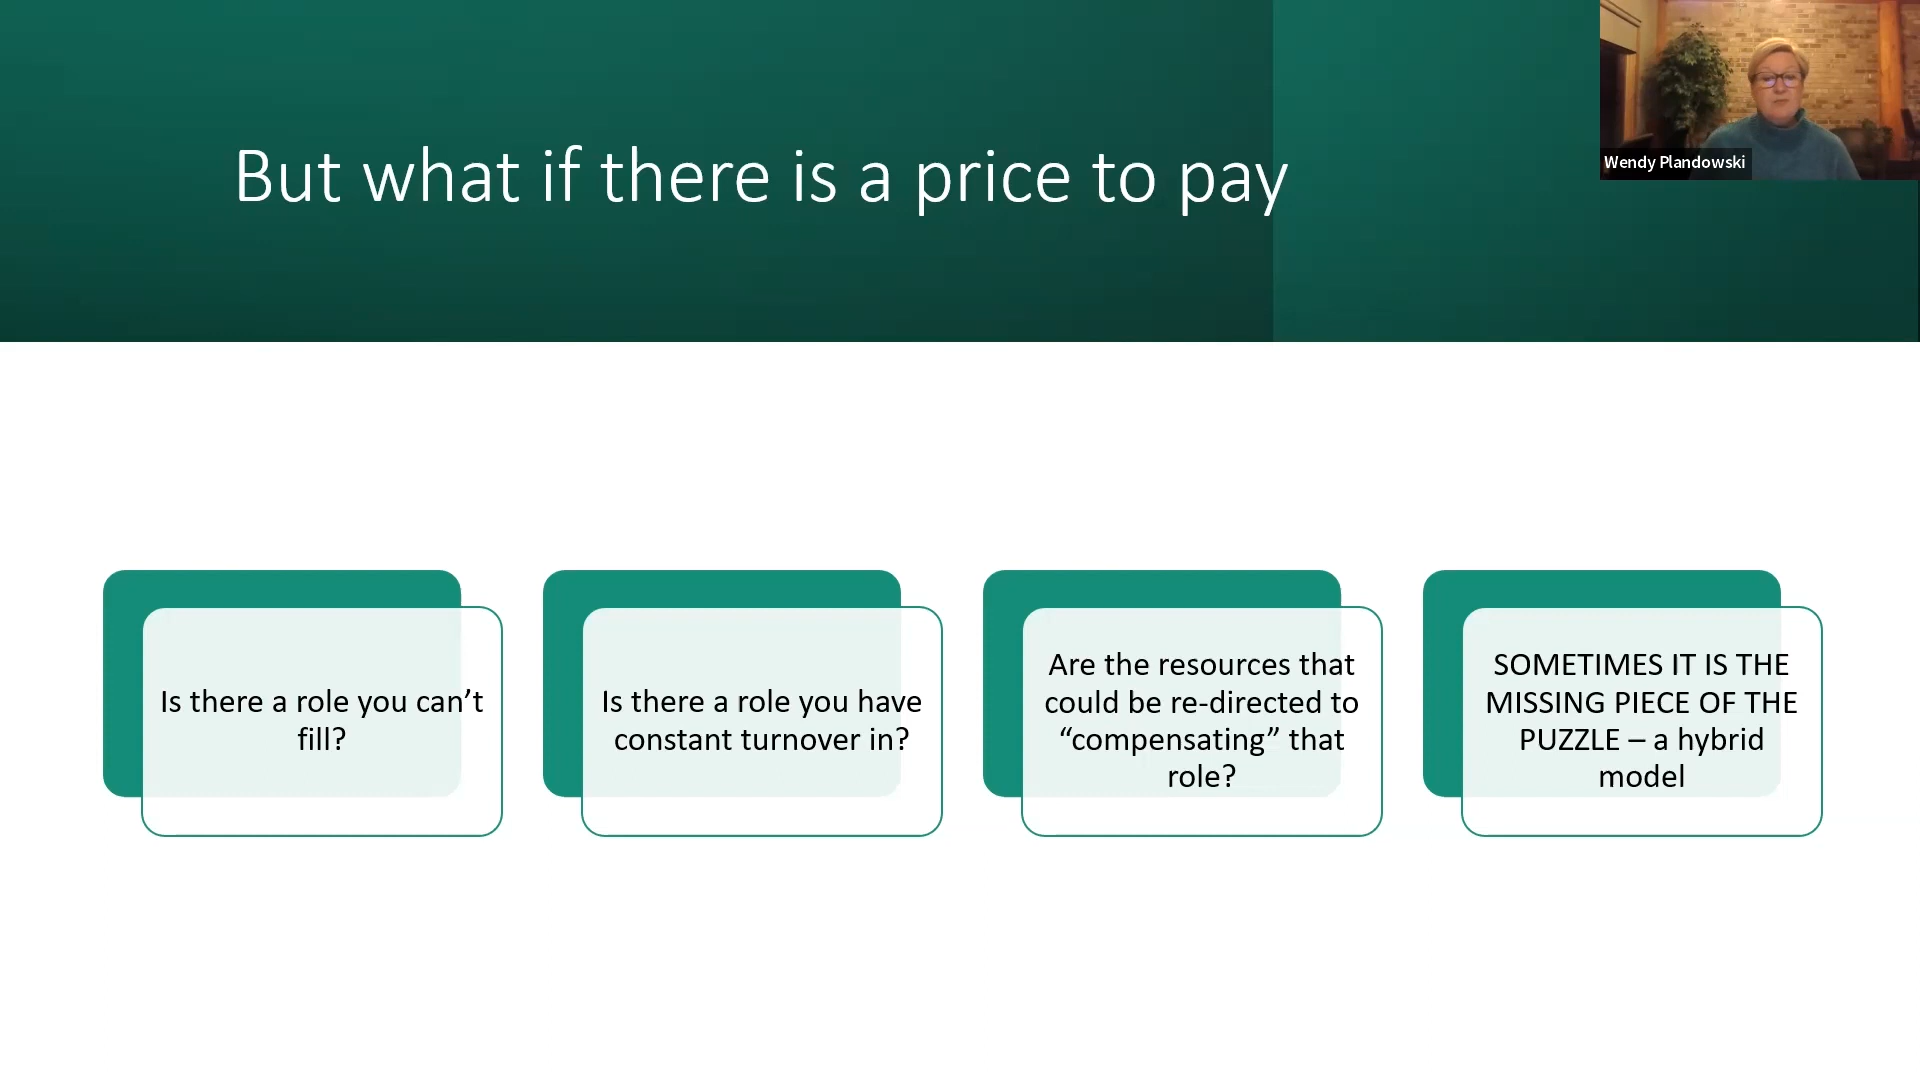 But what if there is a price to pay
Wendy Plandowski
Is there a role you can’t
fill?
Is there a role you have
constant turnover in?
Are the resources that
could be re-directed to
“compensating” that
role?
SOMETIMES IT IS THE
MISSING PIECE OF THE
PUZZLE – a hybrid
model